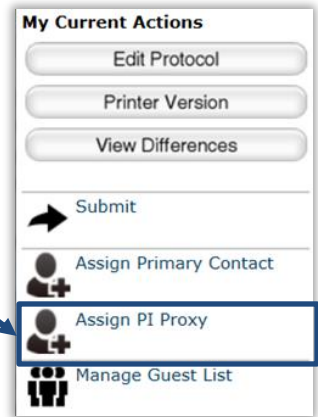 My Current Actions
Edit Protocol
Printer Version
View Differences
Submit
Assign Primary Contact
Assign PI Proxy
Manage Guest List